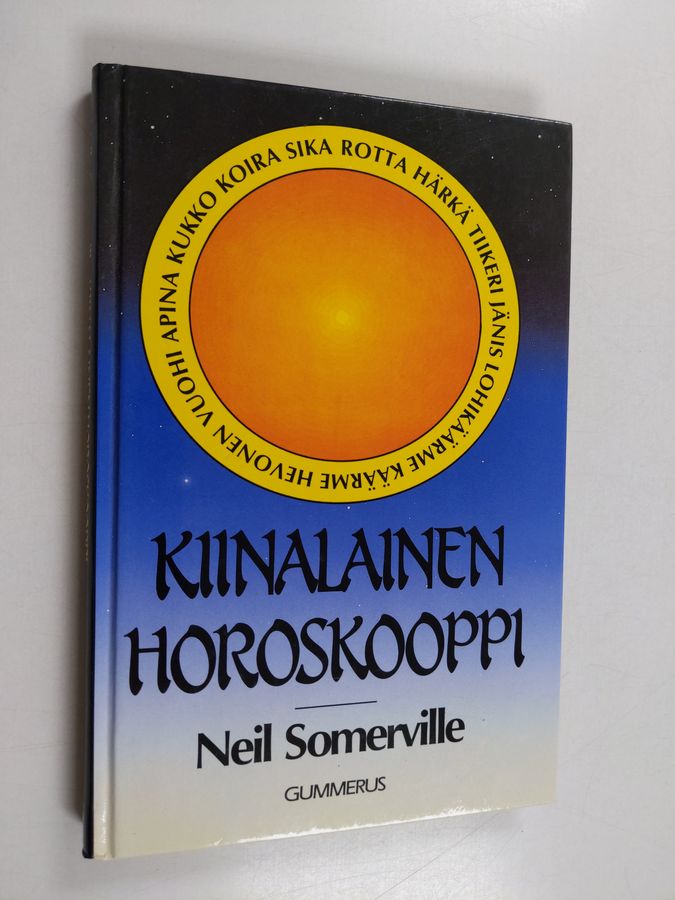 ROTTA HÄRKÄ TIIKERI JÄNIS LOHIKÄÄRME KÄÄRME HEVONEN VUOHI APINA KUKKO KOIRA SIKA
KIINALAINEN
HOROSKOOPPI
Neil Somerville
GUMMERUS